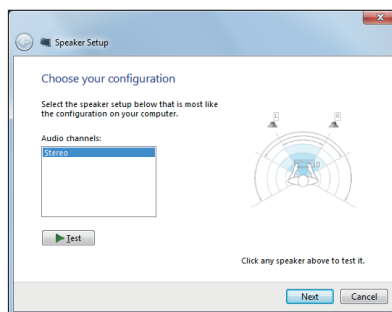 Speaker Setup
Choose your configuration
Select the speaker setup below that is most like
the configuration on your computer.
Audio channels:
Stereo
L
R
Test
Click any speaker above to test it.
Next
Cancel